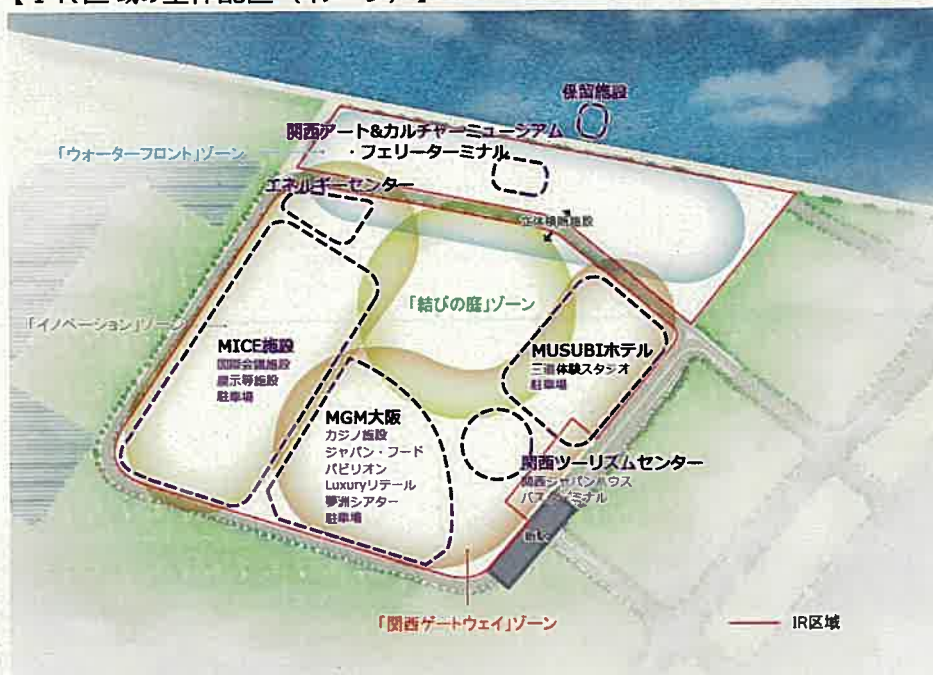 関西アート&カルチャーミュージアム
・フェリーターミナル
保留施設
「ウォーターフロント」ゾーン
エネルギーセンター
立体横断施設
「結びの庭」ゾーン
「イノベーション」ゾーン
MICE施設
国際会議施設
展示等施設
駐車場
MUSUBIホテル
三道体験スタジオ
駐車場
MGM大阪
カジノ施設
ジャパン・フード
パビリオン
Luxuryリテール
夢洲シアター
駐車場
関西ツーリズムセンター
関西ジャパンハウス
バスターミナル
「関西ゲートウェイ」ゾーン
IR区域